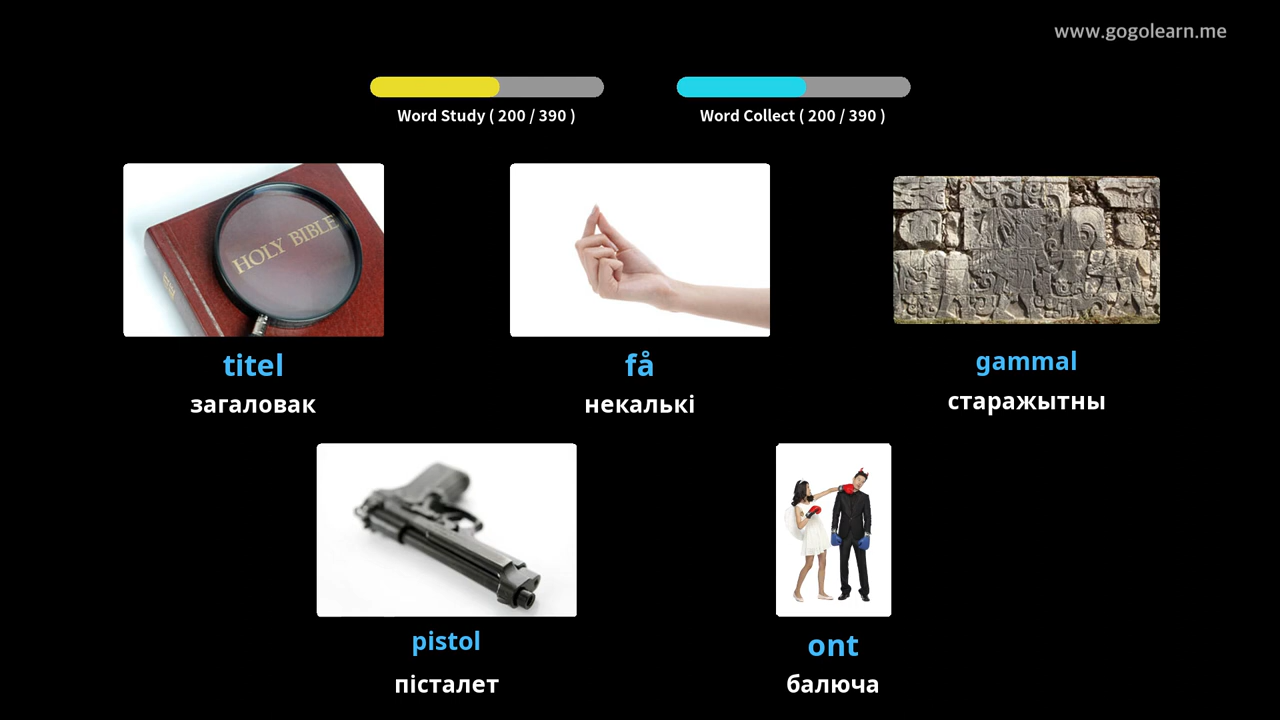 www.gogolearn.me
Word Study ( 200 / 390 )
Word Collect ( 200 / 390 )
HOLY BIBLE
titel
få
gammal
загаловак
некалькі
старажытны
pistol
ont
пісталет
балюча